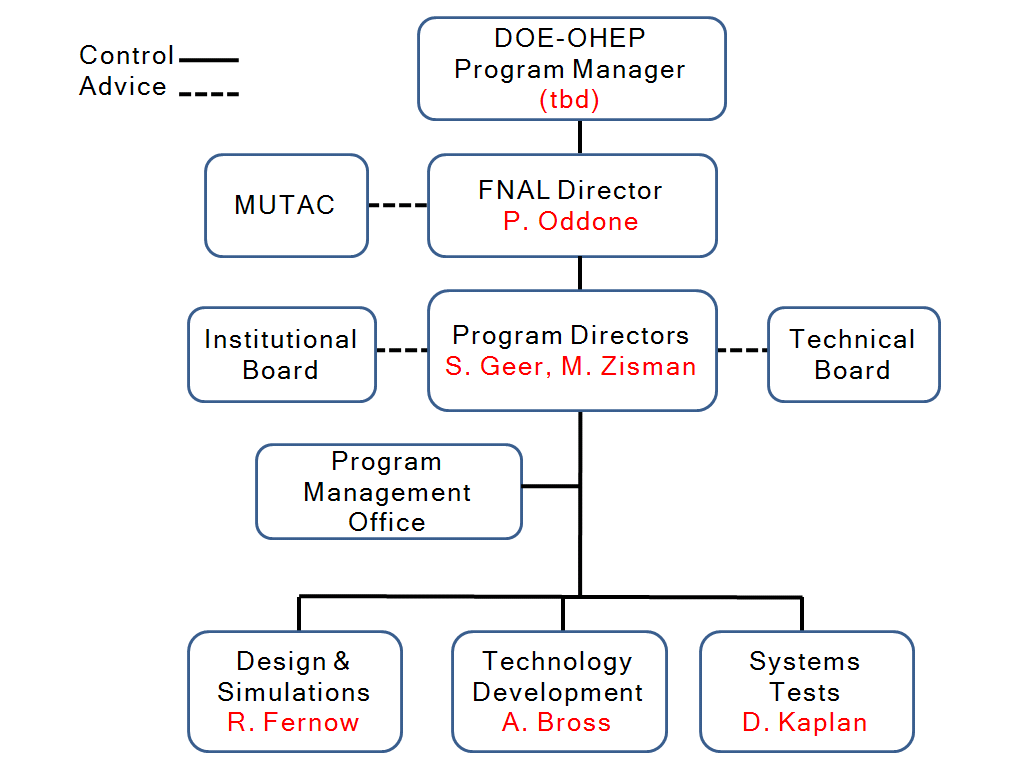 Control
Advice
DOE-OHEP
Program Manager
(tbd)
MUTAC
FNAL Director
P. Oddone
Institutional
Board
Program Directors
S. Geer, M. Zisman
Technical
Board
Program
Management
Office
Design &
Simulations
R. Fernow
Technology
Development
A. Bross
Systems
Tests
D. Kaplan